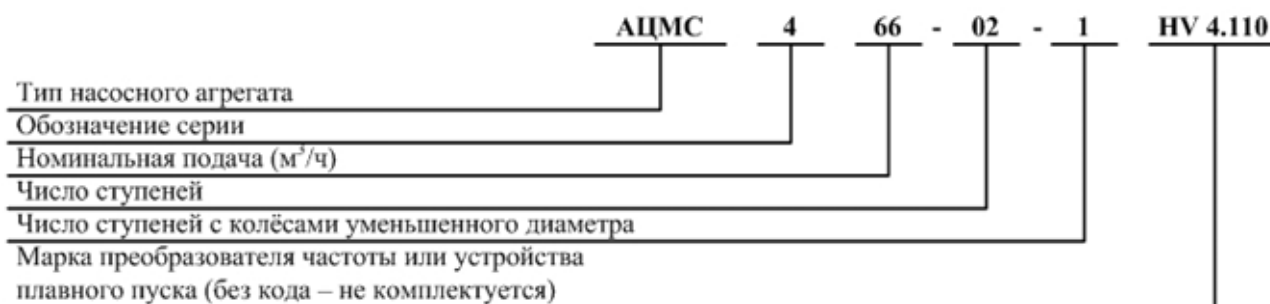 АЦМС 4 66 - 02 - 1 HV 4.110
Тип насосного агрегата
Обозначение серии
Номинальная подача (м³/ч)
Число ступеней
Число ступеней с колёсами уменьшенного диаметра
Марка преобразователя частоты или устройства
плавного пуска (без кода – не комплектуется)